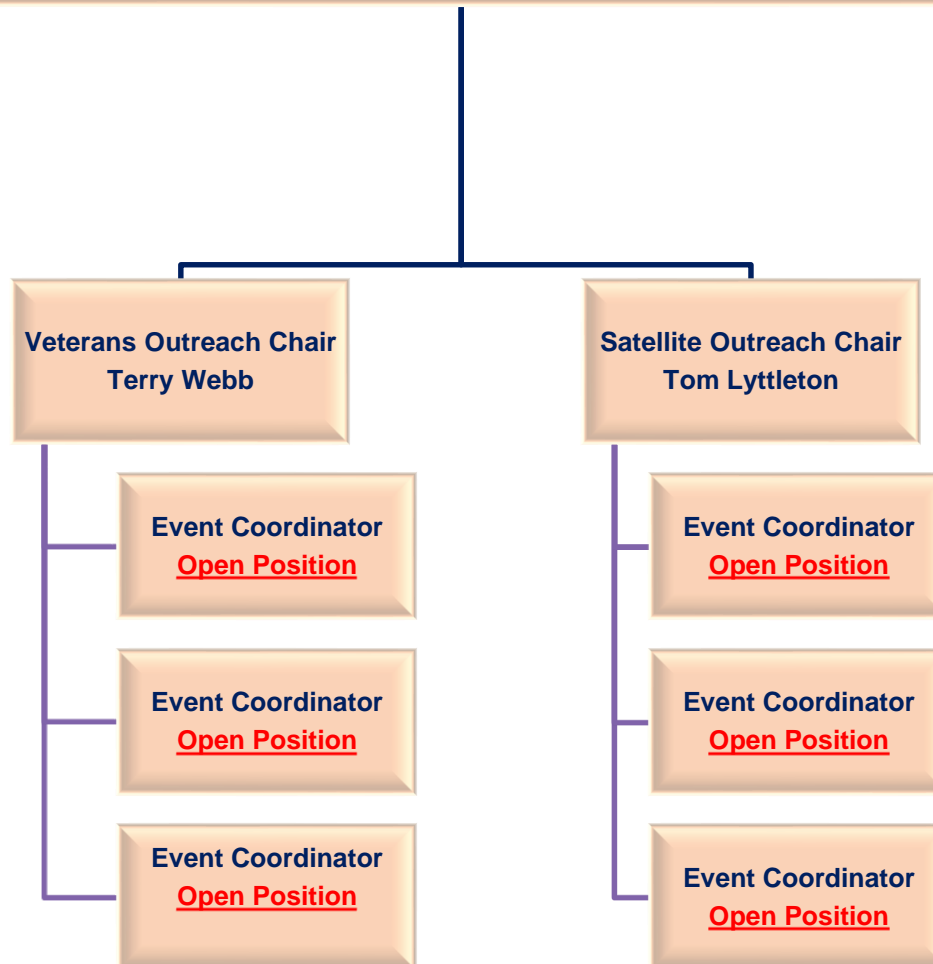 Veterans Outreach Chair
Terry Webb
Event Coordinator
Open Position
Event Coordinator
Open Position
Event Coordinator
Open Position
Satellite Outreach Chair
Tom Lyttleton
Event Coordinator
Open Position
Event Coordinator
Open Position
Event Coordinator
Open Position